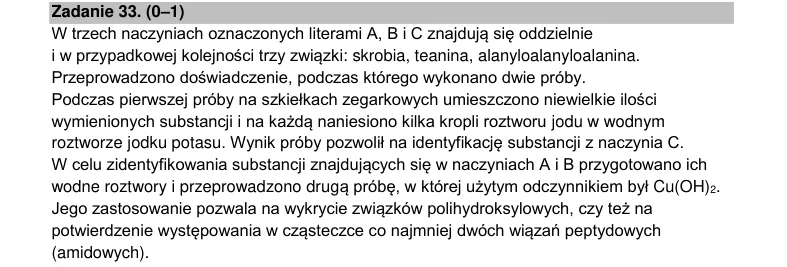 Zadanie 33. (0–1)
W trzech naczyniach oznaczonych literami A, B i C znajdują się oddzielnie
i w przypadkowej kolejności trzy związki: skrobia, teanina, alanyloalanyloalanina.
Przeprowadzono doświadczenie, podczas którego wykonano dwie próby.
Podczas pierwszej próby na szkiełkach zegarkowych umieszczono niewielkie ilości
wymienionych substancji i na każdą naniesiono kilka kropli roztworu jodu w wodnym
roztworze jodku potasu. Wynik próby pozwolił na identyfikację substancji z naczynia C.
W celu zidentyfikowania substancji znajdujących się w naczyniach A i B przygotowano ich
wodne roztwory i przeprowadzono drugą próbę, w której użytym odczynnikiem był Cu(OH)₂.
Jego zastosowanie pozwala na wykrycie związków polihydroksylowych, czy też na
potwierdzenie występowania w cząsteczce co najmniej dwóch wiązań peptydowych
(amidowych).